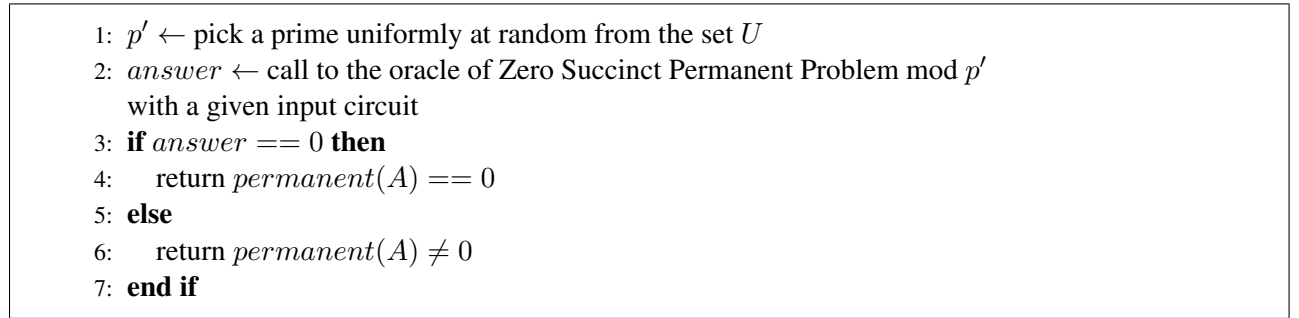 1: p′ ← pick a prime uniformly at random from the set U
2: answer ← call to the oracle of Zero Succinct Permanent Problem mod p′
with a given input circuit
3: if answer == 0 then
4: return permanent(A) == 0
5: else
6: return permanent(A) ≠ 0
7: end if